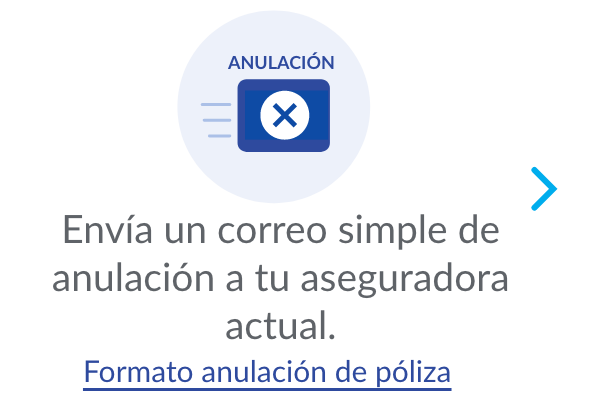 ANULACIÓN
Envía un correo simple de
anulación a tu aseguradora
actual.
Formato anulación de póliza